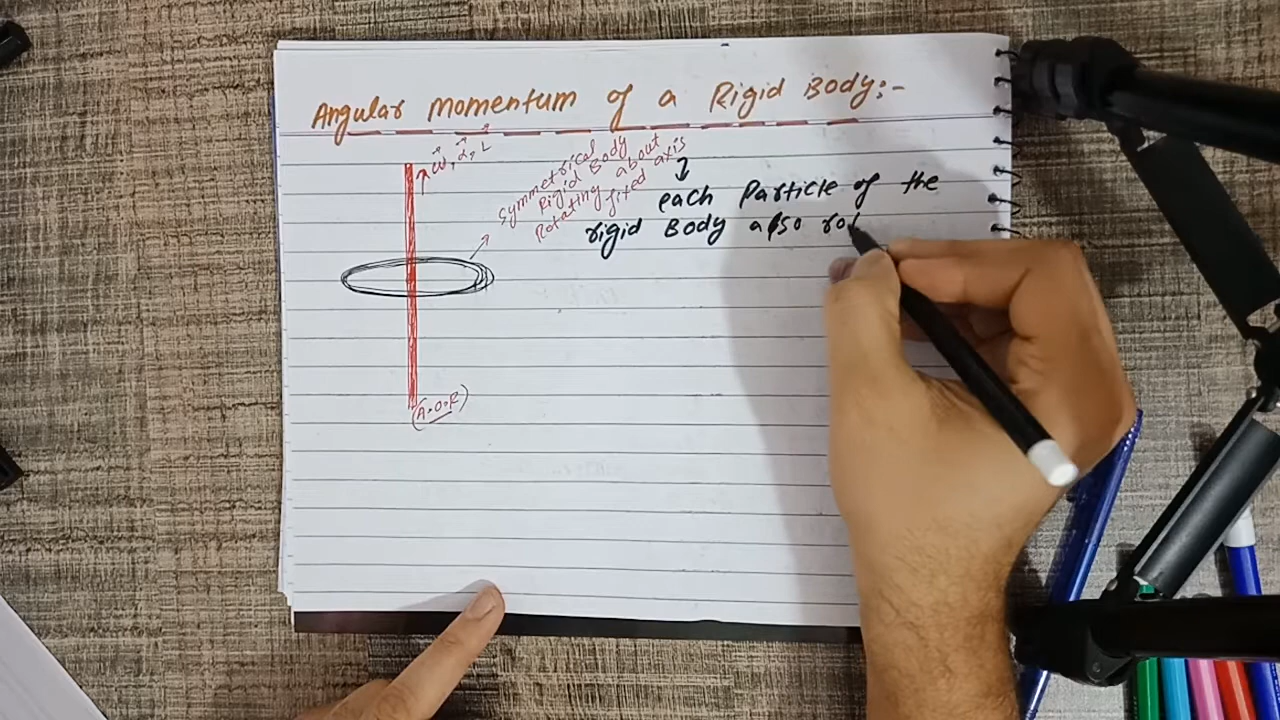 Angular Momentum of a Rigid Body:-
ω⃗, α⃗, L⃗
Symmetrical
Rigid Body
Rotating about
fixed axis
each Particle of the
rigid Body also rot
(A.O.R)